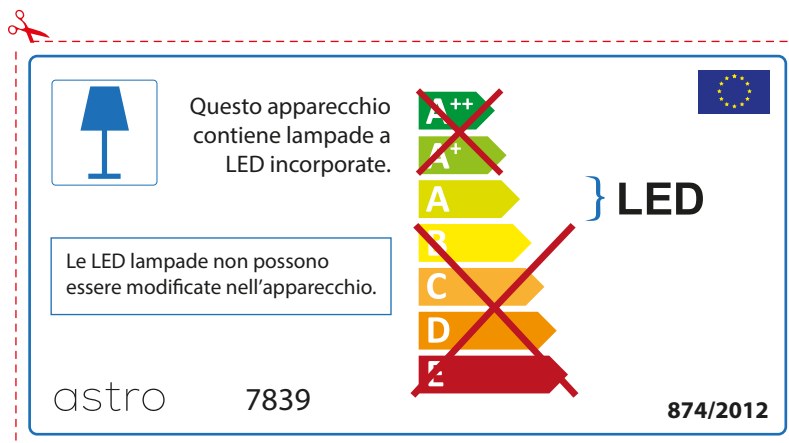 Questo apparecchio
contiene lampade a
LED incorporate.
A++
A+
A
B
C
D
E
LED
Le LED lampade non possono
essere modificate nell'apparecchio.
astro
7839
874/2012